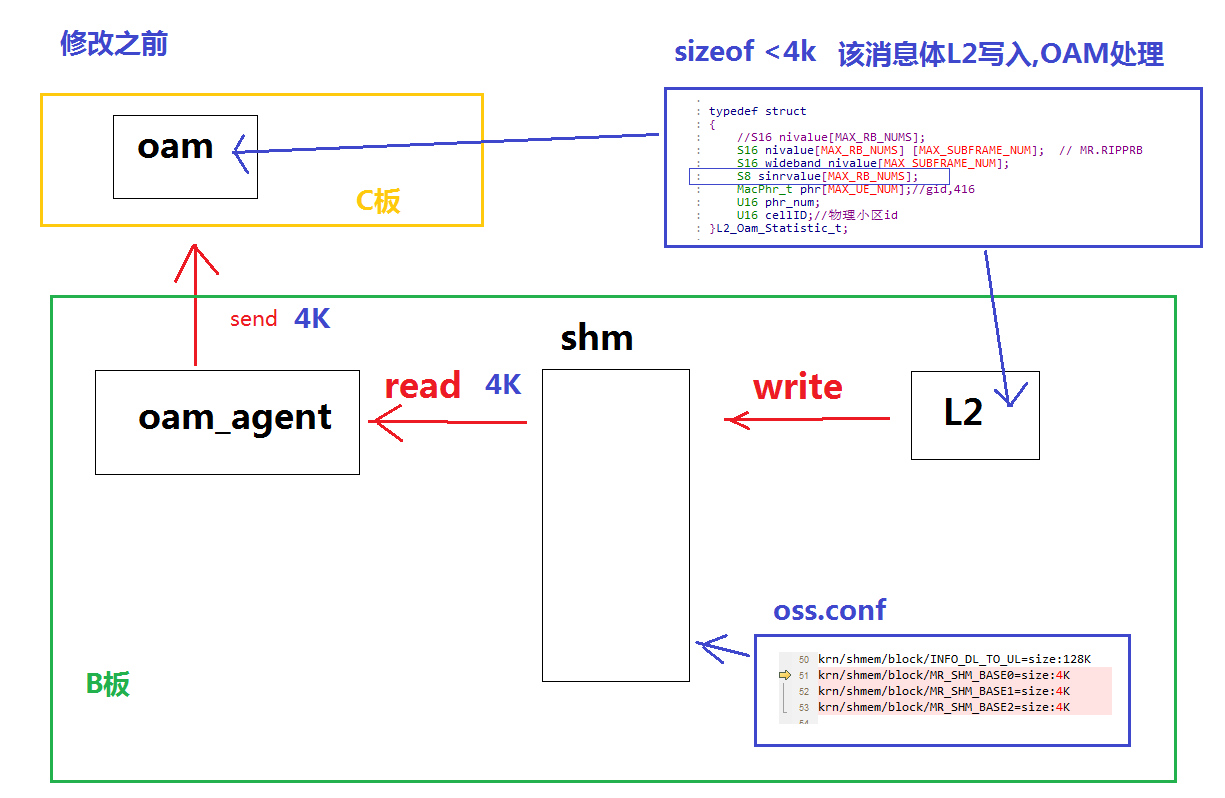 修改之前
sizeof <4k 该消息体L2写入,OAM处理
typedef struct
{
//S16 nivalue[MAX_RB_NUMS];
S16 nivalue[MAX_RB_NUMS] [MAX_SUBFRAME_NUM]; // MR.RIPPRB
S16 wideband_nivalue[MAX_SUBFRAME_NUM];
S8 sinrvalue[MAX_RB_NUMS];
MacPhr_t phr[MAX_UE_NUM];//gid,416
U16 phr_num;
U16 cellID;//物理小区id
}L2_Oam_Statistic_t;
oam
C板
send 4K
shm
read 4K
write
oam_agent
L2
oss.conf
50 krn/shmem/block/INFO_DL_TO_UL=size:128K
51 krn/shmem/block/MR_SHM_BASE0=size:4K
52 krn/shmem/block/MR_SHM_BASE1=size:4K
53 krn/shmem/block/MR_SHM_BASE2=size:4K
B板